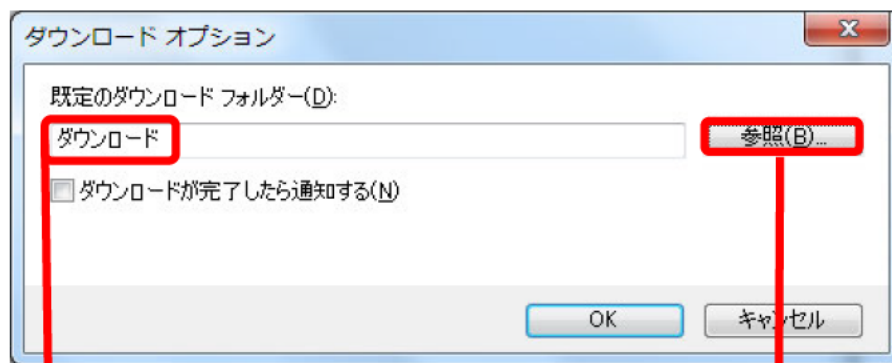 ダウンロード オプション
既定のダウンロード フォルダー(D):
ダウンロード
参照(B)...
ダウンロードが完了したら通知する(N)
OK
キャンセル